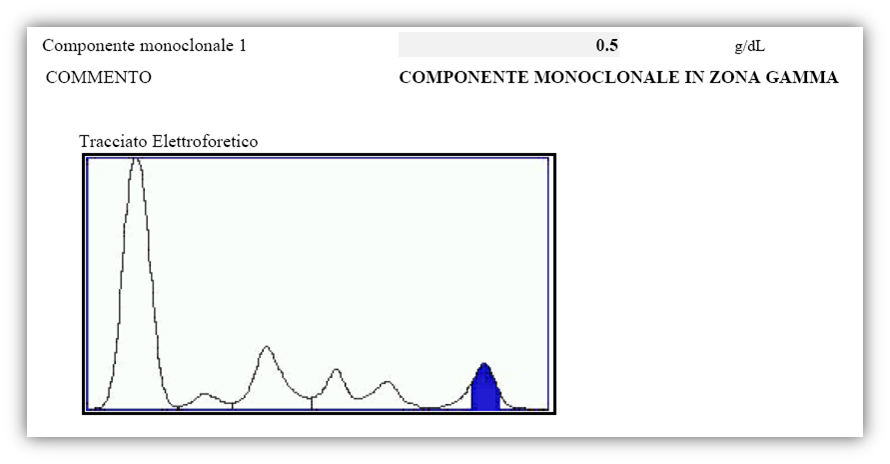 Componente monoclonale 1 0.5 g/dL
COMMENTO COMPONENTE MONOCLONALE IN ZONA GAMMA
Tracciato Elettroforetico